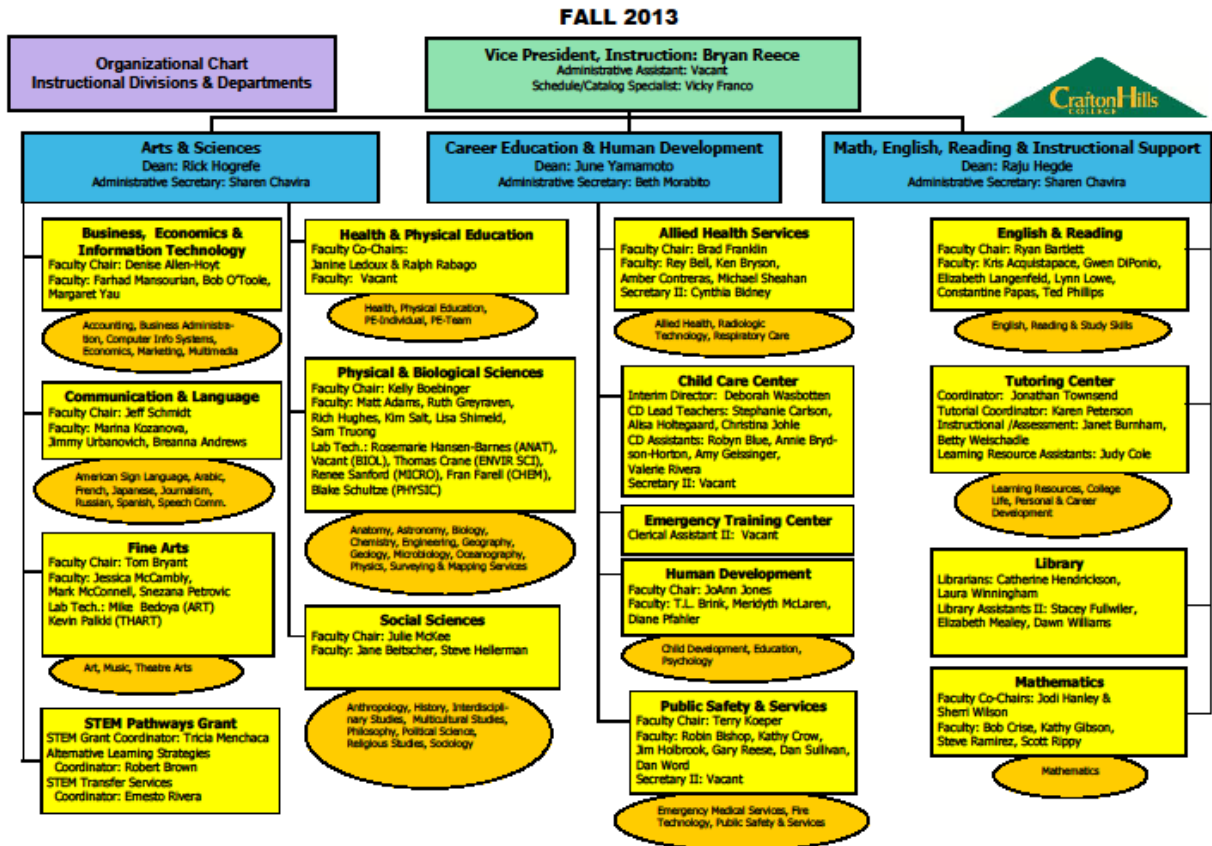 FALL 2013
Organizational Chart
Instructional Divisions & Departments
Vice President, Instruction: Bryan Reece
Administrative Assistant: Vacant
Schedule/Catalog Specialist: Vicky Franco
CraftonHills
COLLEGE
Arts & Sciences
Dean: Rick Hogrefe
Administrative Secretary: Sharen Chavira
Career Education & Human Development
Dean: June Yamamoto
Administrative Secretary: Beth Morabito
Math, English, Reading & Instructional Support
Dean: Raju Hegde
Administrative Secretary: Sharen Chavira
Business, Economics &
Information Technology
Faculty Chair: Denise Allen-Hoyt
Faculty: Farhad Mansourian, Bob O'Toole,
Margaret Yau
Accounting, Business Administra-
tion, Computer Info Systems,
Economics, Marketing, Multimedia
Communication & Language
Faculty Chair: Jeff Schmidt
Faculty: Marina Kozanova,
Jimmy Urbanovich, Breanna Andrews
American Sign Language, Arabic,
French, Japanese, Journalism,
Russian, Spanish, Speech Comm.
Fine Arts
Faculty Chair: Tom Bryant
Faculty: Jessica McCambly,
Mark McConnell, Snezana Petrovic
Lab Tech.: Mike Bedoya (ART)
Kevin Palkki (THART)
Art, Music, Theatre Arts
STEM Pathways Grant
STEM Grant Coordinator: Tricia Menchaca
Alternative Learning Strategies
Coordinator: Robert Brown
STEM Transfer Services
Coordinator: Ernesto Rivera
Health & Physical Education
Faculty Co-Chairs:
Janine Ledoux & Ralph Rabago
Faculty: Vacant
Health, Physical Education,
PE-Individual, PE-Team
Physical & Biological Sciences
Faculty Chair: Kelly Boebinger
Faculty: Matt Adams, Ruth Greyraven,
Rich Hughes, Kim Salt, Lisa Shimeld,
Sam Truong
Lab Tech.: Rosemarie Hansen-Barnes (ANAT),
Vacant (BIOL), Thomas Crane (ENVIR SCI),
Renee Sanford (MICRO), Fran Farell (CHEM),
Blake Schultze (PHYSIC)
Anatomy, Astronomy, Biology,
Chemistry, Engineering, Geography,
Geology, Microbiology, Oceanography,
Physics, Surveying & Mapping Services
Social Sciences
Faculty Chair: Julie McKee
Faculty: Jane Beitscher, Steve Hellerman
Anthropology, History, Interdiscipli-
nary Studies, Multicultural Studies,
Philosophy, Political Science,
Religious Studies, Sociology
Allied Health Services
Faculty Chair: Brad Franklin
Faculty: Rey Bell, Ken Bryson,
Amber Contreras, Michael Sheahan
Secretary II: Cynthia Bidney
Allied Health, Radiologic
Technology, Respiratory Care
Child Care Center
Interim Director: Deborah Wasbotten
CD Lead Teachers: Stephanie Carlson,
Alisa Holtegaard, Christina Johle
CD Assistants: Robyn Blue, Annie Bryd-
son-Horton, Amy Geissinger,
Valerie Rivera
Secretary II: Vacant
Emergency Training Center
Clerical Assistant II: Vacant
Human Development
Faculty Chair: JoAnn Jones
Faculty: T.L. Brink, Meridyth McLaren,
Diane Pfahler
Child Development, Education,
Psychology
Public Safety & Services
Faculty Chair: Terry Koeper
Faculty: Robin Bishop, Kathy Crow,
Jim Holbrook, Gary Reese, Dan Sullivan,
Dan Word
Secretary II: Vacant
Emergency Medical Services, Fire
Technology, Public Safety & Services
English & Reading
Faculty Chair: Ryan Bartlett
Faculty: Kris Acquistapace, Gwen DiPonio,
Elizabeth Langenfeld, Lynn Lowe,
Constantine Papas, Ted Phillips
English, Reading & Study Skills
Tutoring Center
Coordinator: Jonathan Townsend
Tutorial Coordinator: Karen Peterson
Instructional /Assessment: Janet Burnham,
Betty Weischadle
Learning Resource Assistants: Judy Cole
Learning Resources, College
Life, Personal & Career
Development
Library
Librarians: Catherine Hendrickson,
Laura Winningham
Library Assistants II: Stacey Fullwiler,
Elizabeth Mealey, Dawn Williams
Mathematics
Faculty Co-Chairs: Jodi Hanley &
Sherri Wilson
Faculty: Bob Crise, Kathy Gibson,
Steve Ramirez, Scott Rippy
Mathematics